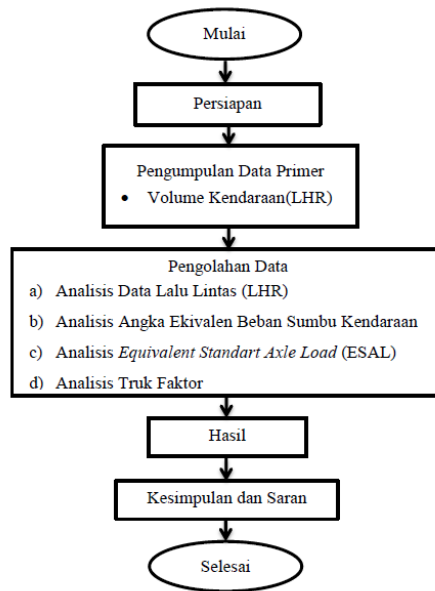 Mulai
Persiapan
Pengumpulan Data Primer
• Volume Kendaraan(LHR)
Pengolahan Data
a) Analisis Data Lalu Lintas (LHR)
b) Analisis Angka Ekivalen Beban Sumbu Kendaraan
c) Analisis Equivalent Standart Axle Load (ESAL)
d) Analisis Truk Faktor
Hasil
Kesimpulan dan Saran
Selesai